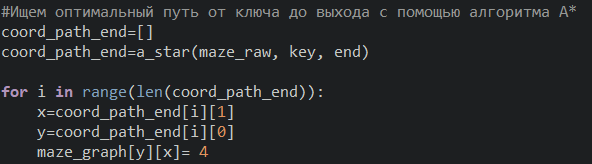 #Ищем оптимальный путь от ключа до выхода с помощью алгоритма A*
coord_path_end=[]
coord_path_end=a_star(maze_raw, key, end)

for i in range(len(coord_path_end)):
    x=coord_path_end[i][1]
    y=coord_path_end[i][0]
    maze_graph[y][x]= 4